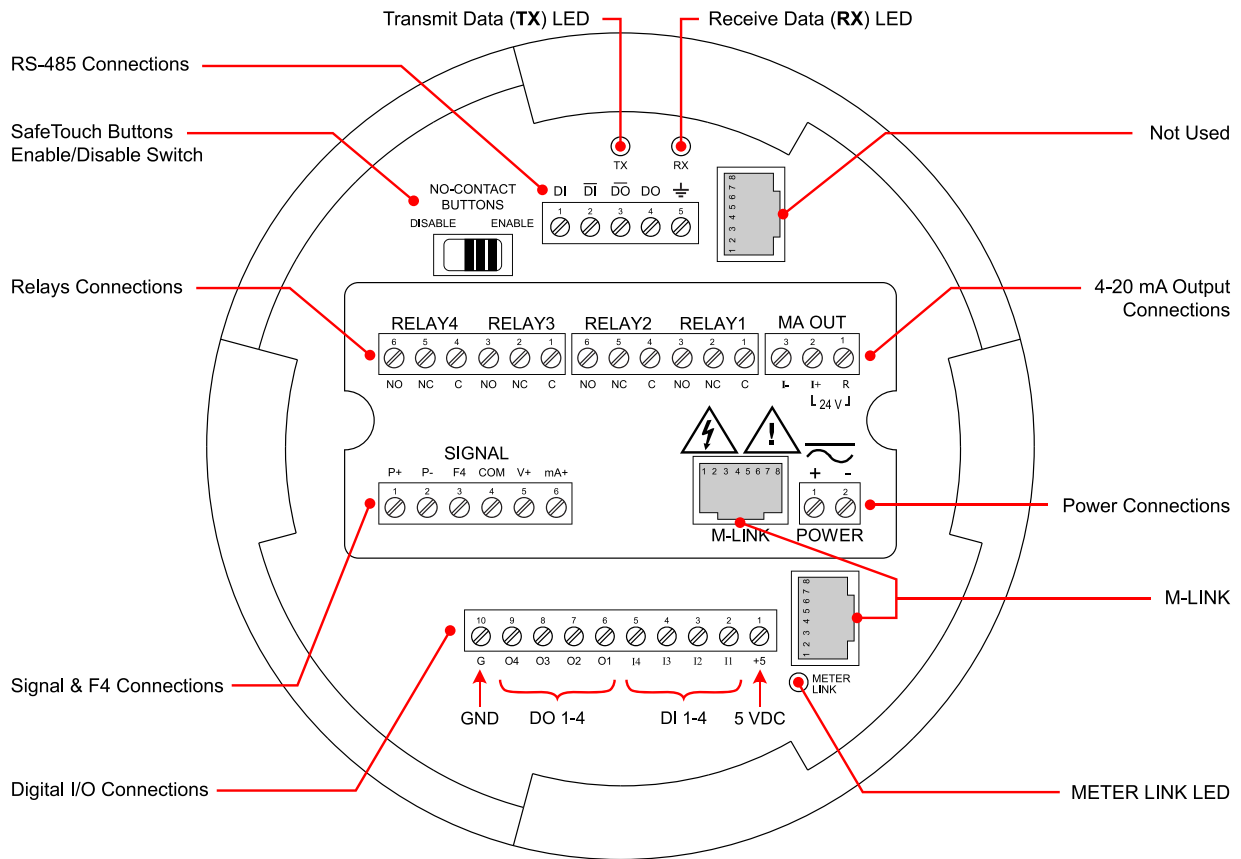 Transmit Data (TX) LED
Receive Data (RX) LED
RS-485 Connections
SafeTouch Buttons
Enable/Disable Switch
Not Used
TX
RX
NO-CONTACT
BUTTONS
DISABLE ENABLE
DI D̅I̅ D̅O̅ DO
1 2 3 4 5
1 2 3 4 5 6 7 8
Relays Connections
4-20 mA Output
Connections
RELAY4 RELAY3 RELAY2 RELAY1 MA OUT
6 5 4 3 2 1 6 5 4 3 2 1 3 2 1
NO NC C NO NC C NO NC C NO NC C I- I+ R
24 V
SIGNAL
P+ P- F4 COM V+ mA+
1 2 3 4 5 6
1 2 3 4 5 6 7 8
M-LINK
+ -
1 2
POWER
Power Connections
M-LINK
1 2 3 4 5 6 7 8
10 9 8 7 6 5 4 3 2 1
G O4 O3 O2 O1 I4 I3 I2 I1 +5
METER
LINK
GND DO 1-4 DI 1-4 5 VDC
Signal & F4 Connections
Digital I/O Connections
METER LINK LED